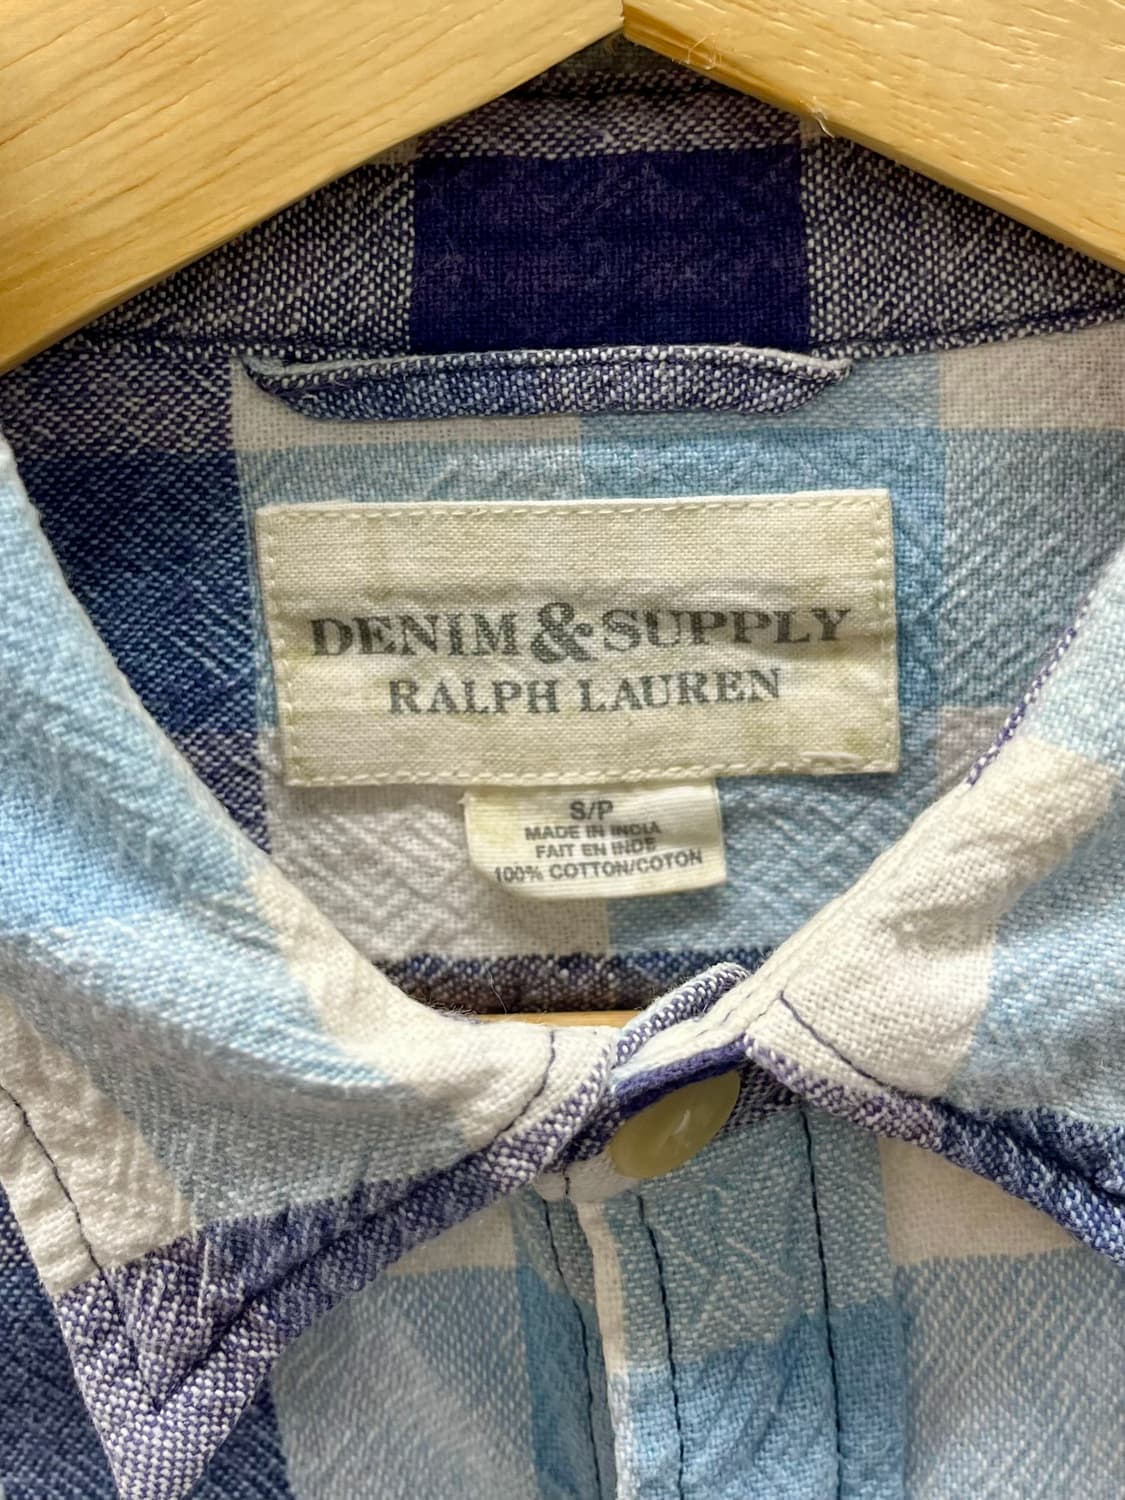 DENIM & SUPPLY
RALPH LAUREN
S/P
MADE IN INDIA
FAIT EN INDE
100% COTTON/COTON